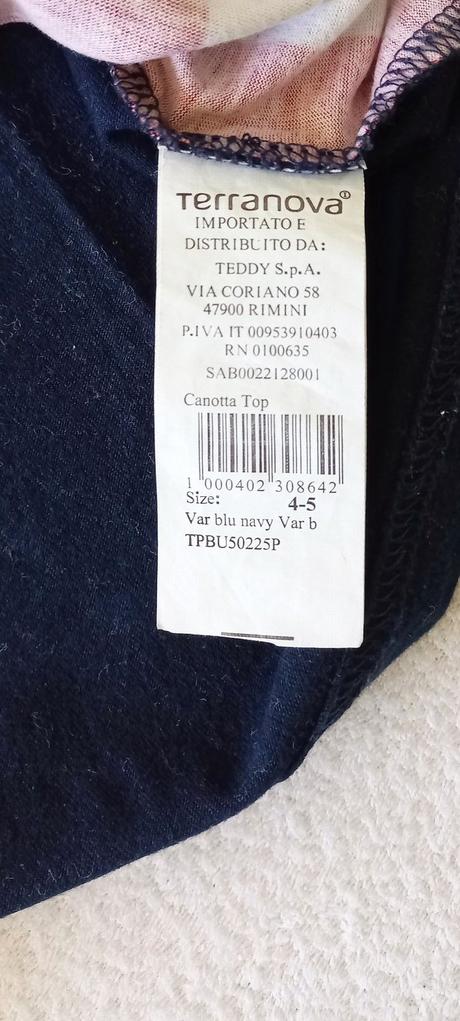 Terranova®
IMPORTATO E
DISTRIBUITO DA:
TEDDY S.p.A.
VIA CORIANO 58
47900 RIMINI
P.IVA IT 00953910403
RN 0100635
SAB0022128001
Canotta Top
1 000402 308642
Size: 4-5
Var blu navy Var b
TPBU50225P